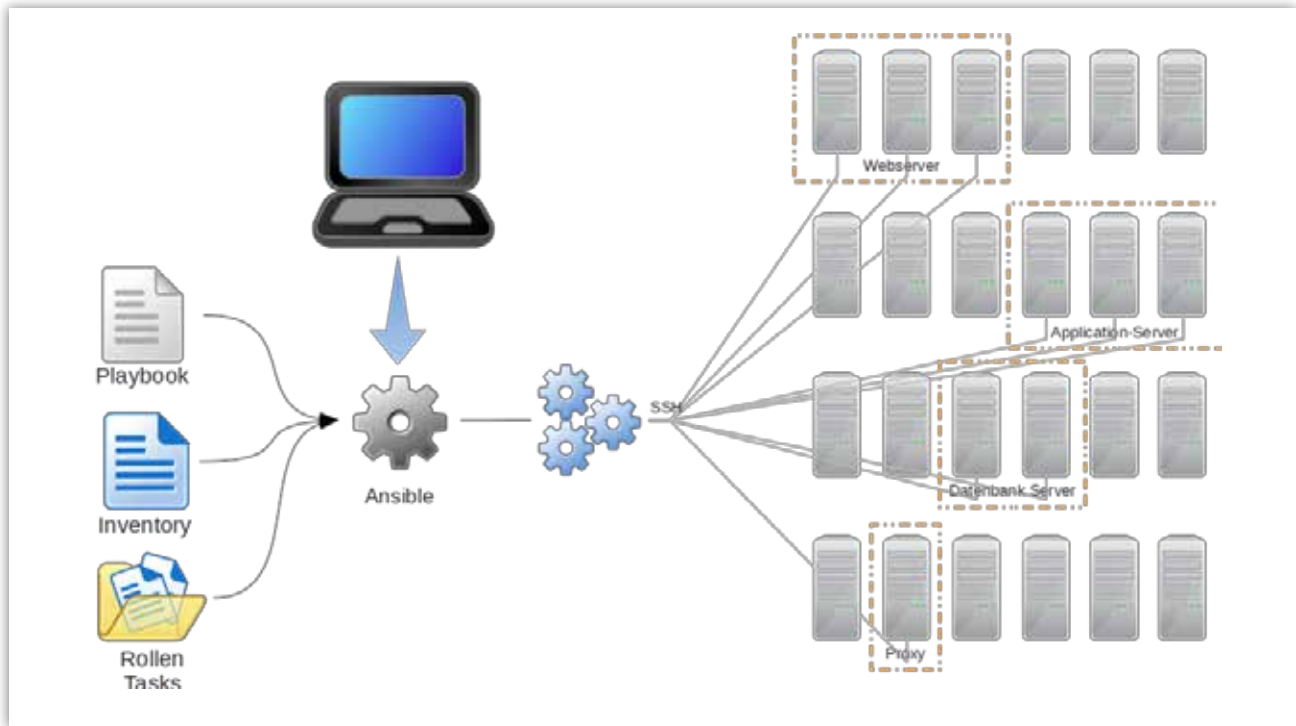 Webserver
Application-Server
Playbook
SSH
Ansible
Datenbank Server
Inventory
Proxy
Rollen
Tasks